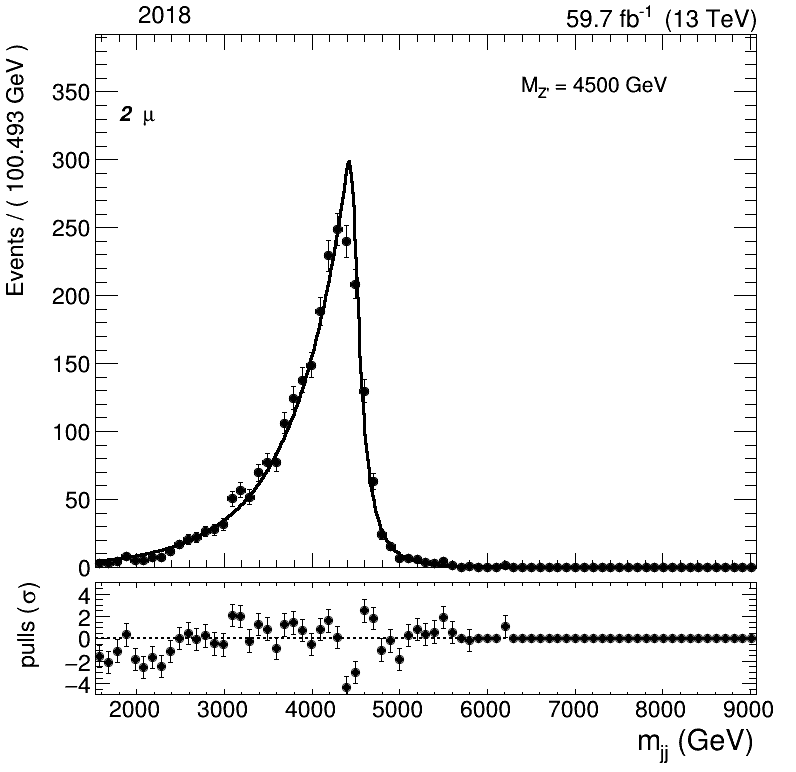 2018 59.7 fb⁻¹ (13 TeV)
Events / ( 100.493 GeV )
350
300
250
200
150
100
50
0
2 μ
M_Z' = 4500 GeV
pulls (σ)
4
2
0
−2
−4
2000 3000 4000 5000 6000 7000 8000 9000
m_jj (GeV)